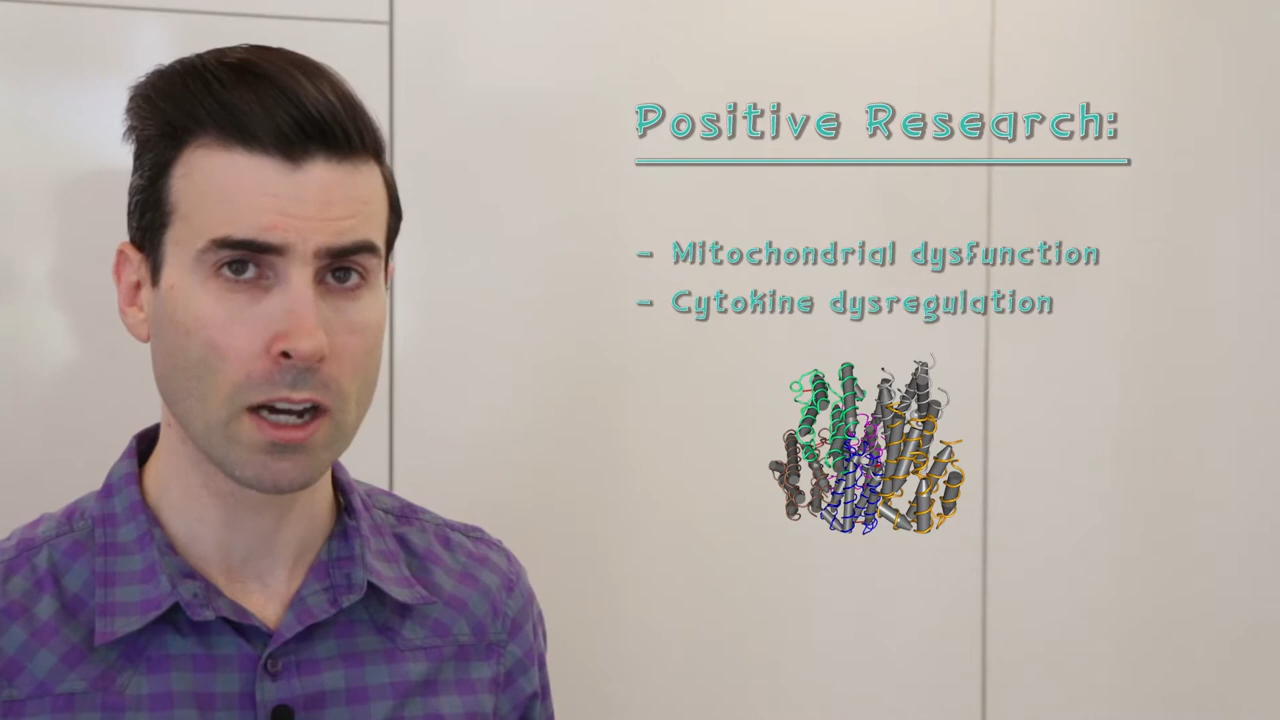 Positive Research:
- Mitochondrial dysfunction
- Cytokine dysregulation